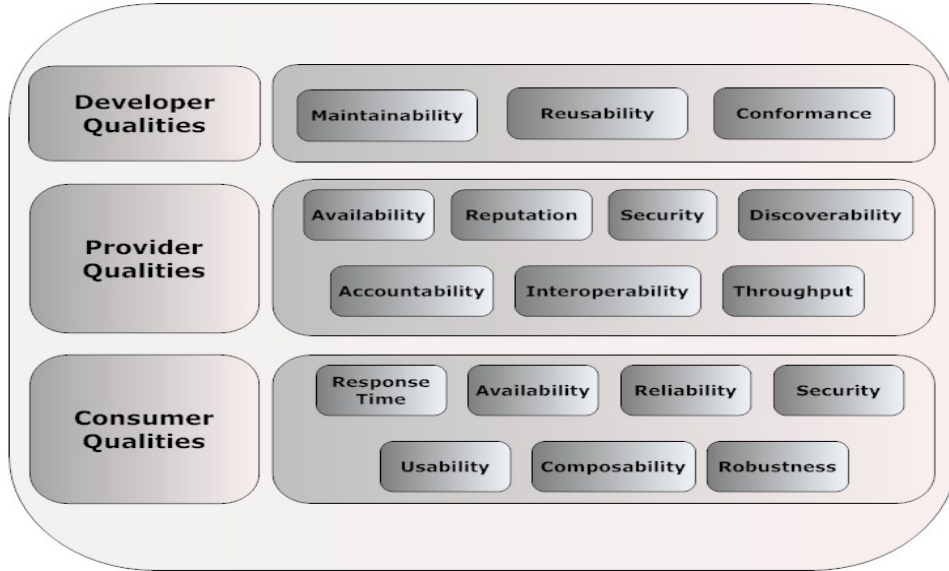 Developer
Qualities
Maintainability
Reusability
Conformance
Provider
Qualities
Availability
Reputation
Security
Discoverability
Accountability
Interoperability
Throughput
Consumer
Qualities
Response
Time
Availability
Reliability
Security
Usability
Composability
Robustness